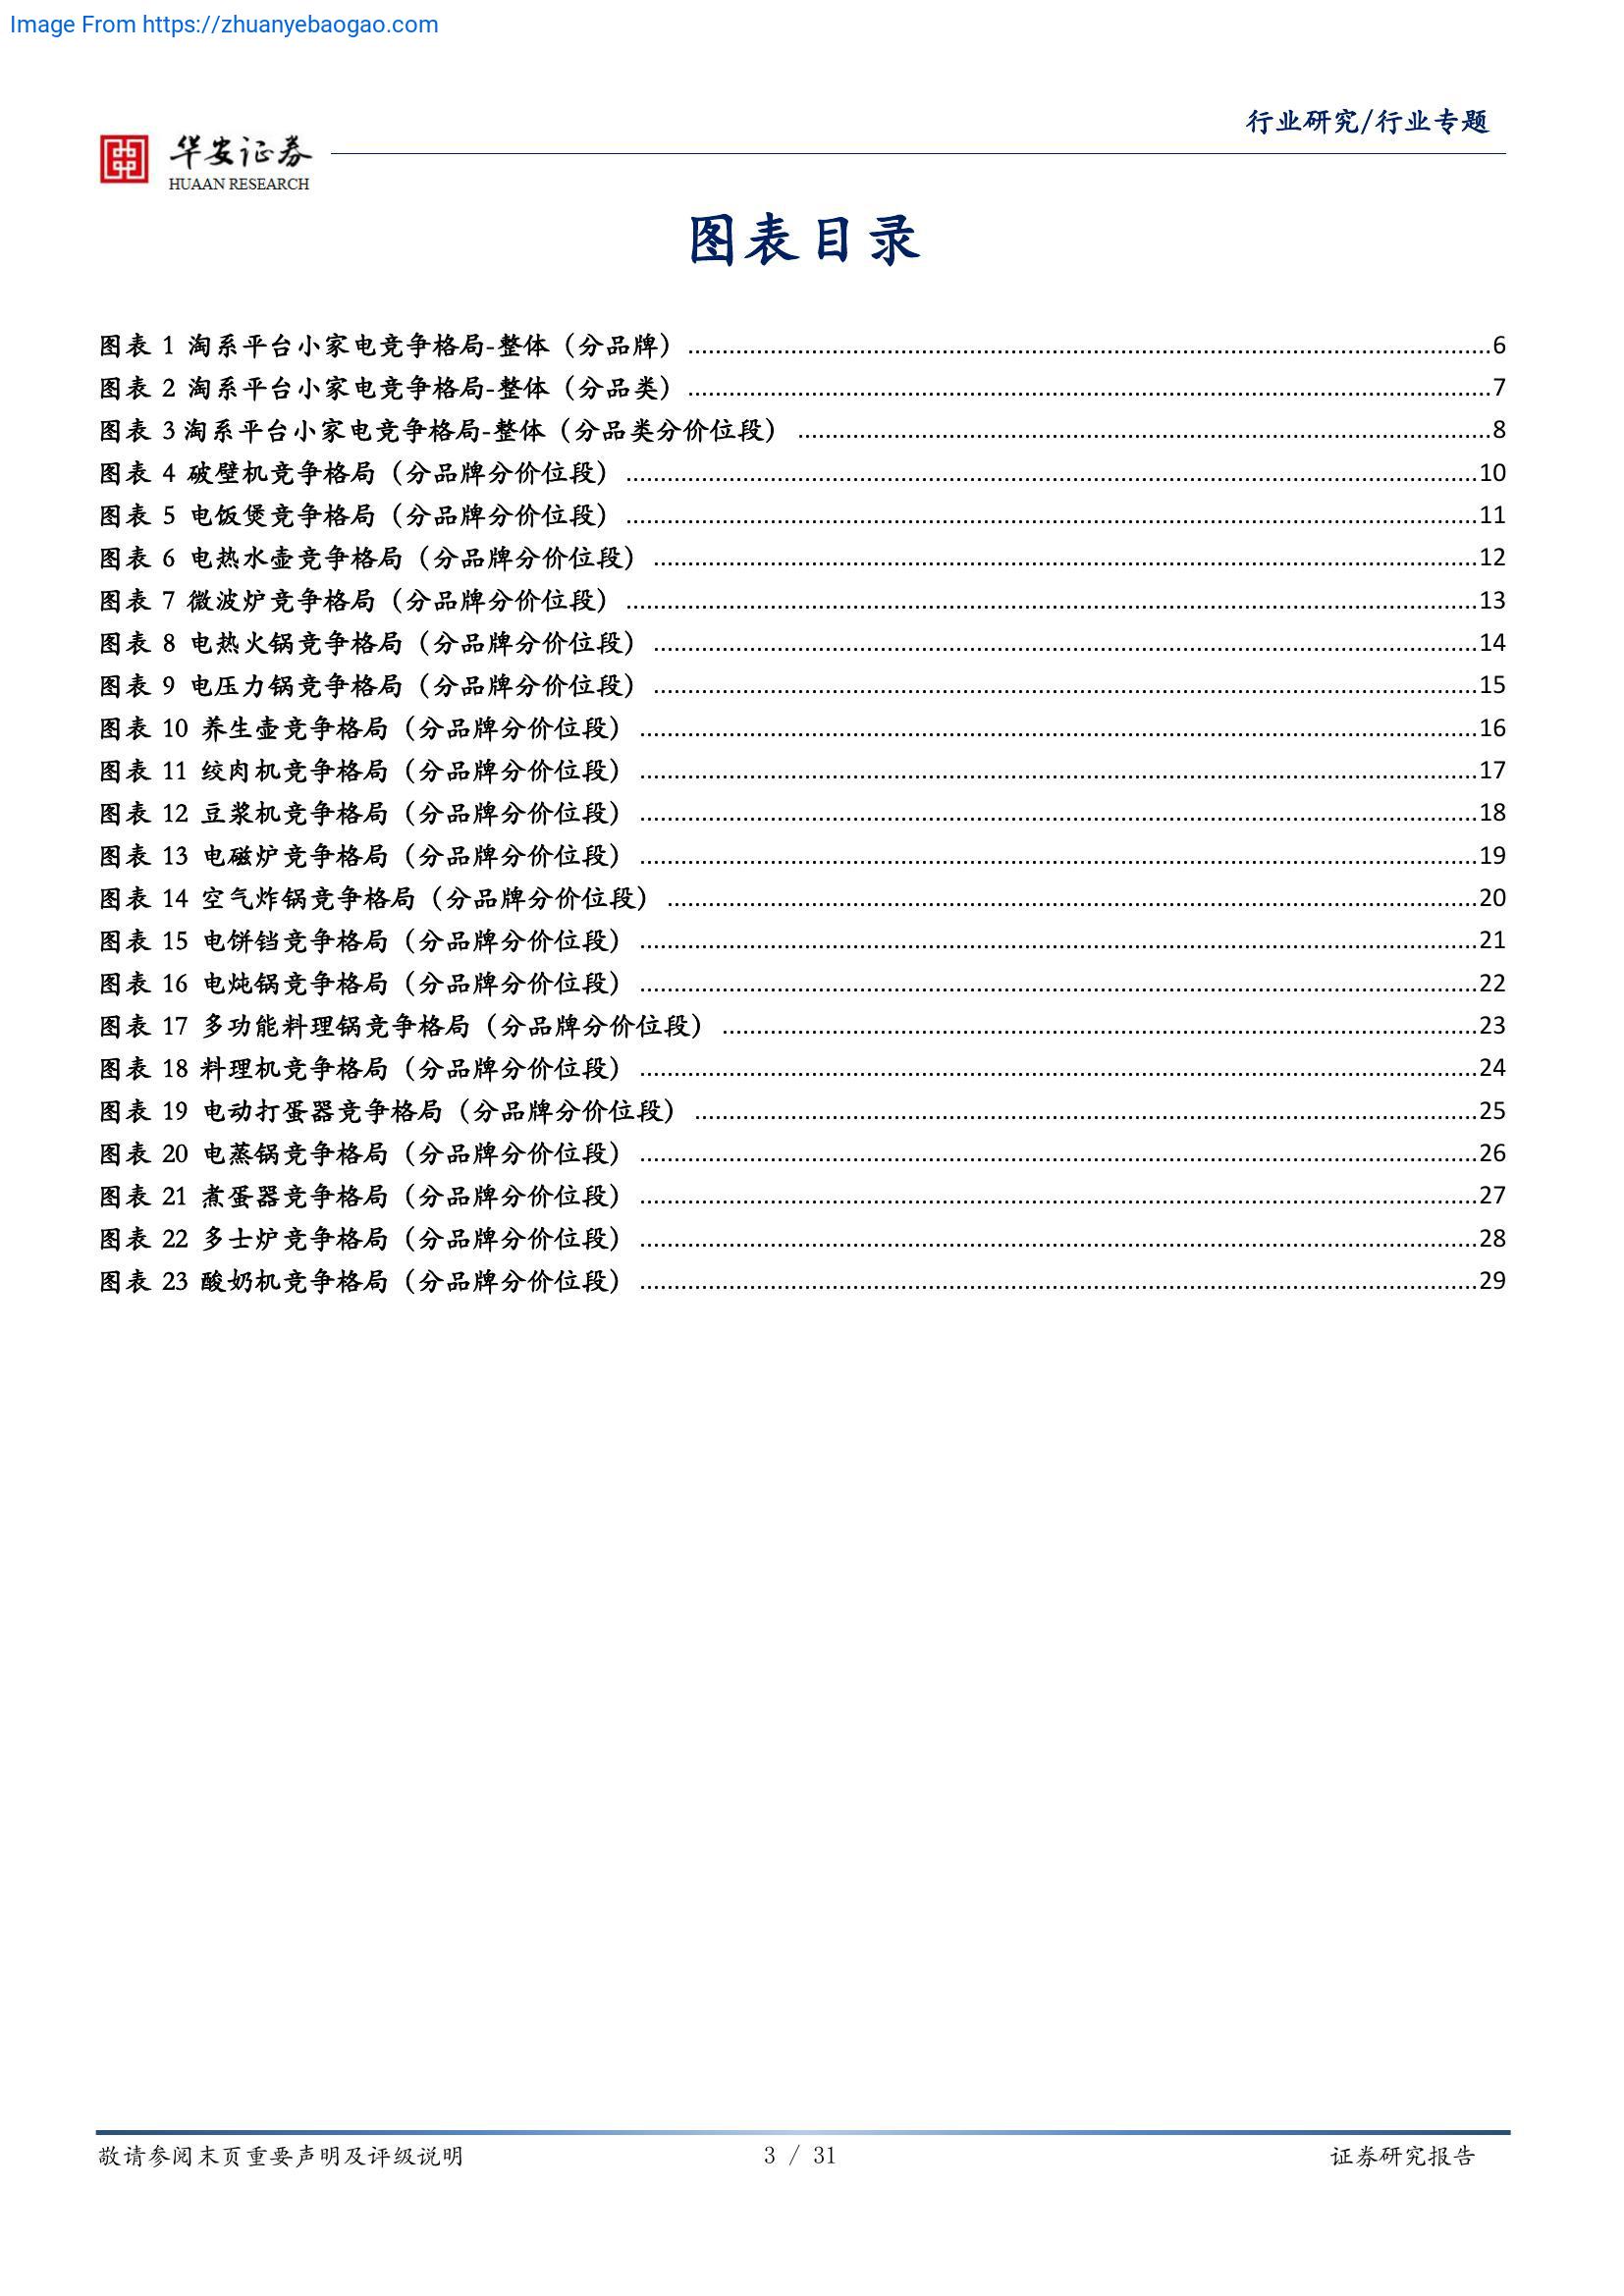 Image From https://zhuanyebaogao.com
行业研究/行业专题
华安证券
HUAAN RESEARCH
图表目录
图表 1 淘系平台小家电竞争格局-整体（分品牌）6
图表 2 淘系平台小家电竞争格局-整体（分品类）7
图表 3 淘系平台小家电竞争格局-整体（分品类分价位段）8
图表 4 破壁机竞争格局（分品牌分价位段）10
图表 5 电饭煲竞争格局（分品牌分价位段）11
图表 6 电热水壶竞争格局（分品牌分价位段）12
图表 7 微波炉竞争格局（分品牌分价位段）13
图表 8 电热火锅竞争格局（分品牌分价位段）14
图表 9 电压力锅竞争格局（分品牌分价位段）15
图表 10 养生壶竞争格局（分品牌分价位段）16
图表 11 绞肉机竞争格局（分品牌分价位段）17
图表 12 豆浆机竞争格局（分品牌分价位段）18
图表 13 电磁炉竞争格局（分品牌分价位段）19
图表 14 空气炸锅竞争格局（分品牌分价位段）20
图表 15 电饼铛竞争格局（分品牌分价位段）21
图表 16 电炖锅竞争格局（分品牌分价位段）22
图表 17 多功能料理锅竞争格局（分品牌分价位段）23
图表 18 料理机竞争格局（分品牌分价位段）24
图表 19 电动打蛋器竞争格局（分品牌分价位段）25
图表 20 电蒸锅竞争格局（分品牌分价位段）26
图表 21 煮蛋器竞争格局（分品牌分价位段）27
图表 22 多士炉竞争格局（分品牌分价位段）28
图表 23 酸奶机竞争格局（分品牌分价位段）29
敬请参阅末页重要声明及评级说明
3 / 31
证券研究报告